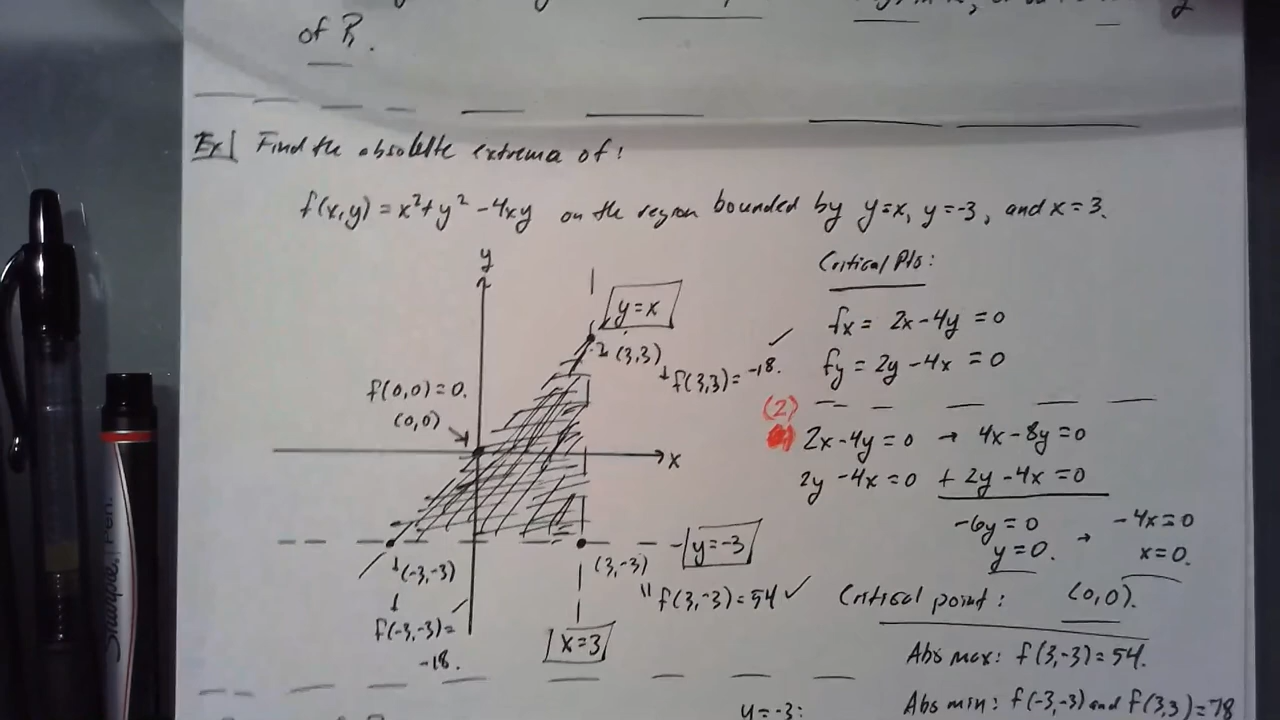 of R.
Ex| Find the absolute extrema of:
f(x,y) = x² + y² - 4xy on the region bounded by y=x, y=-3, and x=3.
y
Critical Pts:
y=x
fx = 2x-4y = 0
(3,3)
f(3,3) = -18.
fy = 2y - 4x = 0
f(0,0) = 0.
(0,0)
(2)
2x-4y=0 → 4x-8y=0
x
2y-4x=0 + 2y-4x=0
-6y=0 → -4x=0
y=0. x=0.
y=-3
(-3,-3)
(3,-3)
f(3,-3) = 54 ✓
Critical point: (0,0).
f(-3,-3) =
-18.
x=3
Abs max: f(3,-3) = 54.
Abs min: f(-3,-3) and f(3,3) = -18
y=-3: